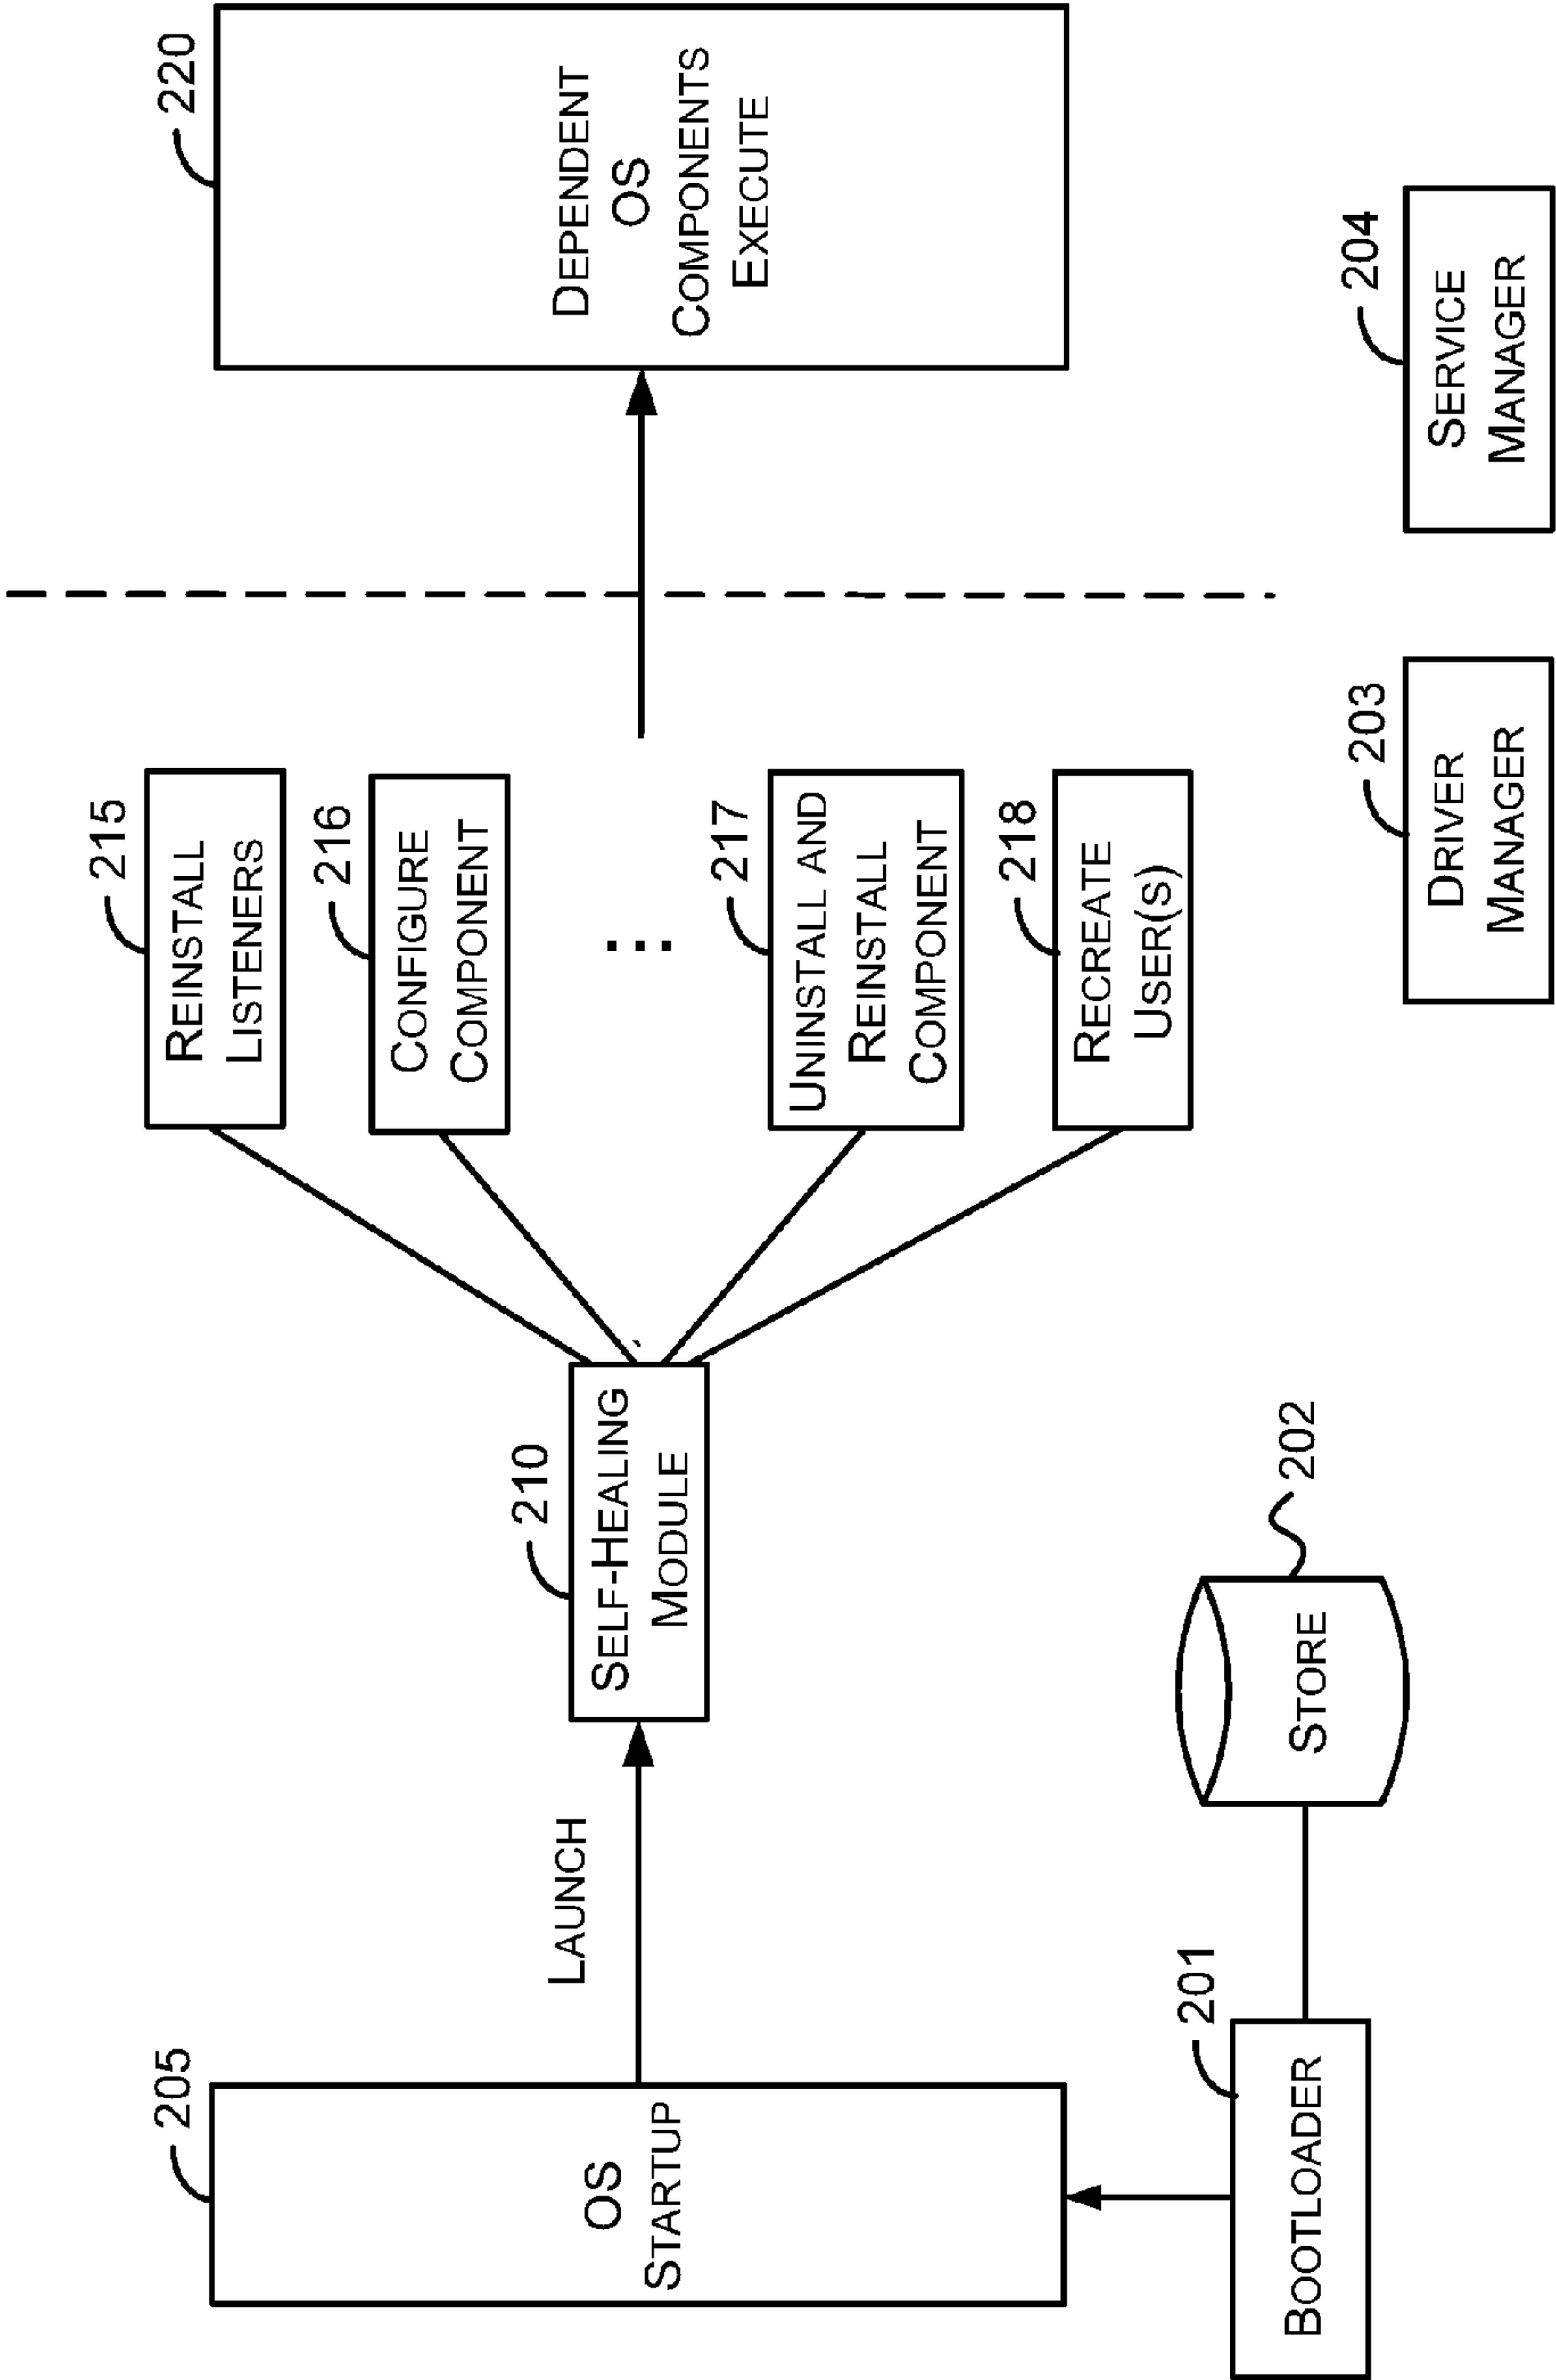 205
OS
STARTUP
LAUNCH
210
SELF-HEALING
MODULE
215
REINSTALL
LISTENERS
216
CONFIGURE
COMPONENT
...
217
UNINSTALL AND
REINSTALL
COMPONENT
218
RECREATE
USER(S)
220
DEPENDENT
OS
COMPONENTS
EXECUTE
201
BOOTLOADER
202
STORE
203
DRIVER
MANAGER
204
SERVICE
MANAGER